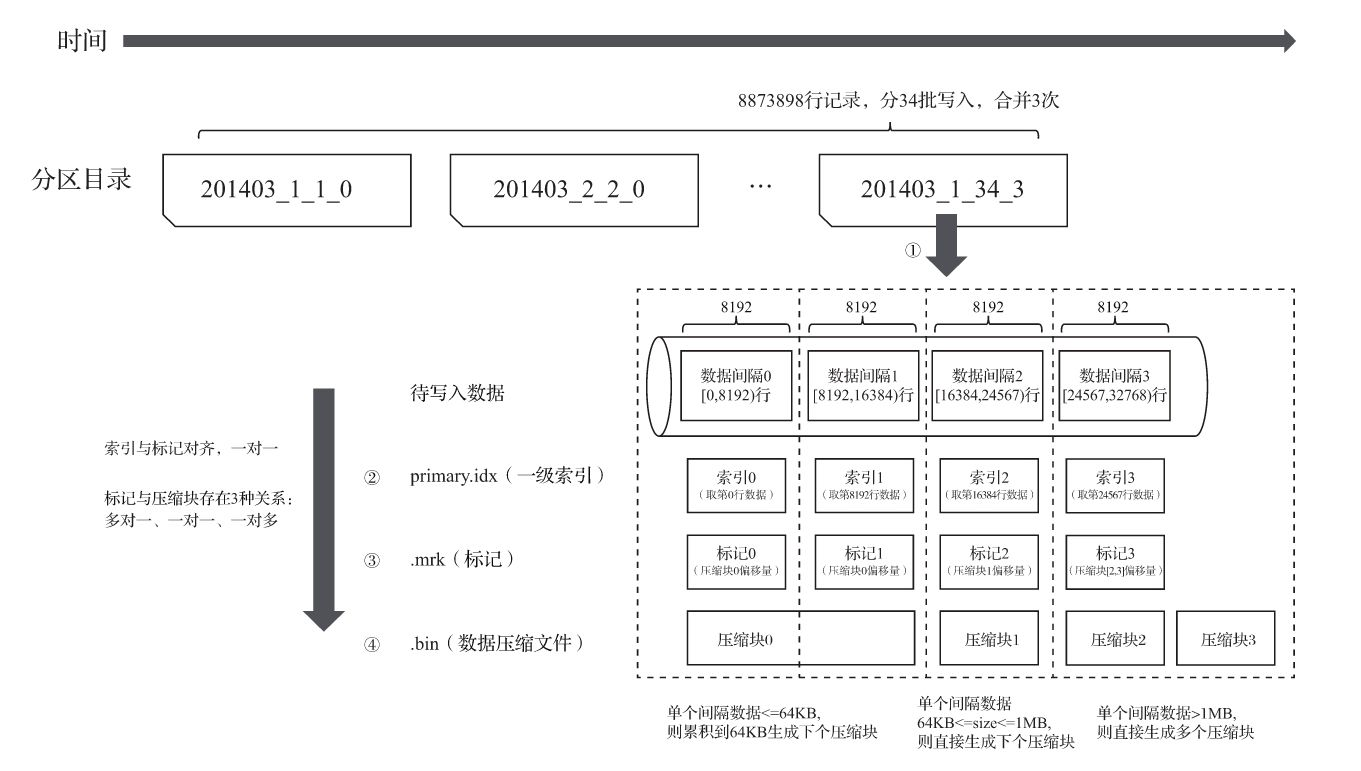 时间
8873898行记录，分34批写入，合并3次
分区目录
201403_1_1_0
201403_2_2_0
...
201403_1_34_3
①
8192
8192
8192
8192
待写入数据
数据间隔0
[0,8192)行
数据间隔1
[8192,16384)行
数据间隔2
[16384,24567)行
数据间隔3
[24567,32768)行
索引与标记对齐，一对一
标记与压缩块存在3种关系：
多对一、一对一、一对多
②
primary.idx（一级索引）
索引0
（取第0行数据）
索引1
（取第8192行数据）
索引2
（取第16384行数据）
索引3
（取第24567行数据）
③
.mrk（标记）
标记0
（压缩块0偏移量）
标记1
（压缩块0偏移量）
标记2
（压缩块1偏移量）
标记3
（压缩块[2,3]偏移量）
④
.bin（数据压缩文件）
压缩块0
压缩块1
压缩块2
压缩块3
单个间隔数据<=64KB,
则累积到64KB生成下个压缩块
单个间隔数据
64KB<=size<=1MB,
则直接生成下个压缩块
单个间隔数据>1MB,
则直接生成多个压缩块